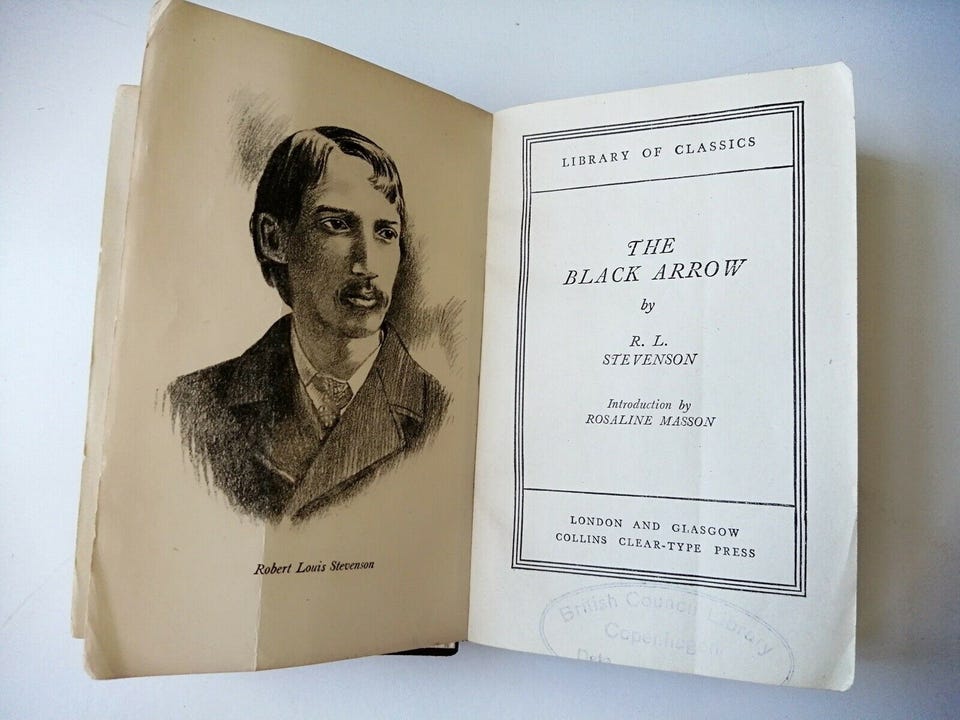 Robert Louis Stevenson
LIBRARY OF CLASSICS
THE
BLACK ARROW
by
R. L.
STEVENSON
Introduction by
ROSALINE MASSON
LONDON AND GLASGOW
COLLINS CLEAR-TYPE PRESS
British Council Library
Copenhagen